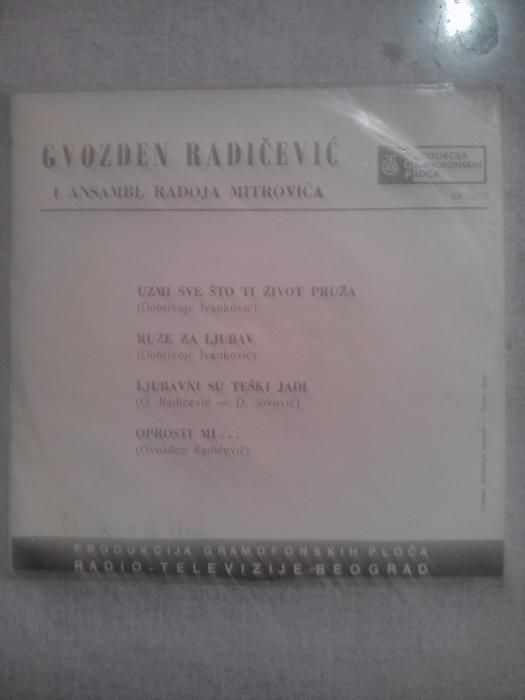 GVOZDEN RADIČEVIĆ
I ANSAMBL RADOJA MITROVIĆA
PRODUKCIJA
GRAMOFONSKIH
PLOČA
UZMI SVE ŠTO TI ŽIVOT PRUŽA
(Dobrivoje Ivanković)
RUŽE ZA LJUBAV
(Dobrivoje Ivanković)
LJUBAVNI SU TEŠKI JADI
(G. Radičević — D. Jovović)
OPROSTI MI...
(Gvozden Radičević)
PRODUKCIJA GRAMOFONSKIH PLOČA
RADIO-TELEVIZIJE BEOGRAD